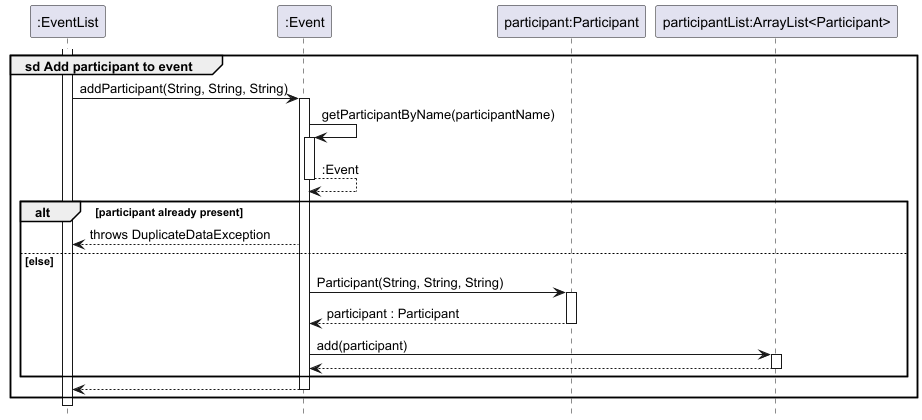 :EventList :Event participant:Participant participantList:ArrayList<Participant>
sd Add participant to event
addParticipant(String, String, String)
getParticipantByName(participantName)
:Event
alt [participant already present]
throws DuplicateDataException
[else]
Participant(String, String, String)
participant : Participant
add(participant)